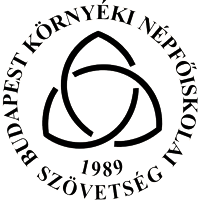 BUDAPEST KÖRNYÉKI NÉPFŐISKOLAI SZÖVETSÉG
1989